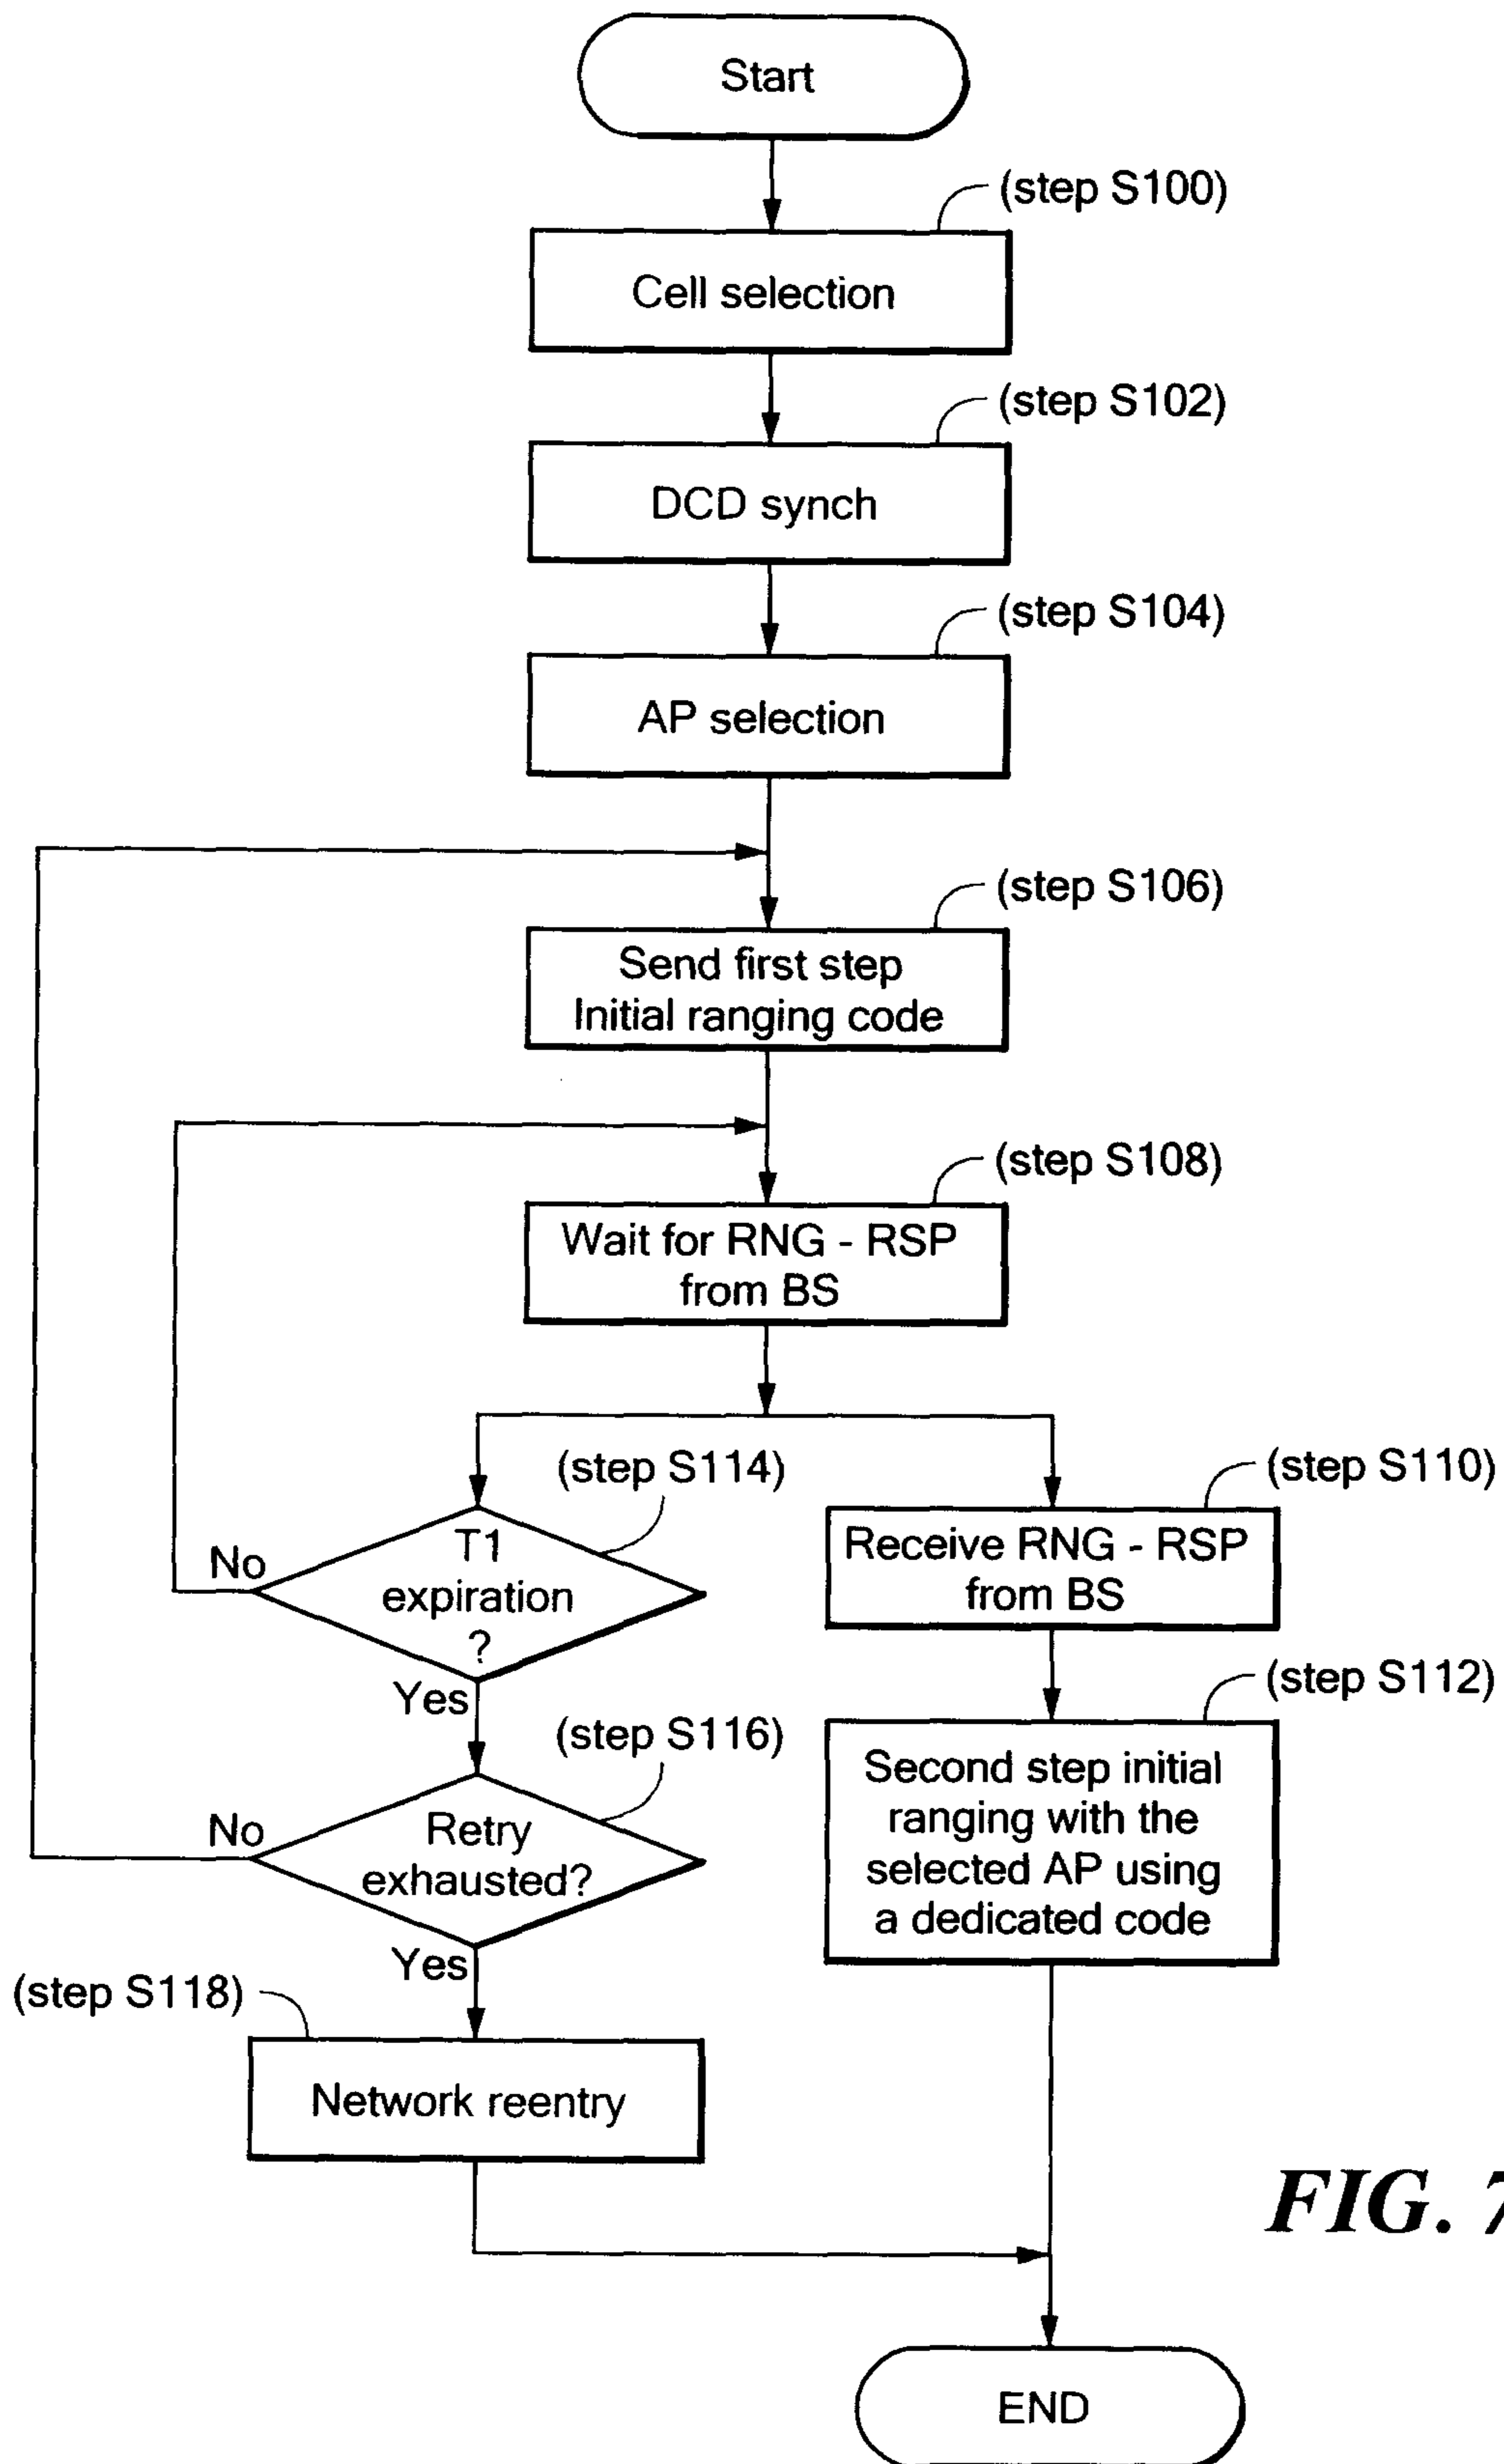 Start
(step S100)
Cell selection
(step S102)
DCD synch
(step S104)
AP selection
(step S106)
Send first step
Initial ranging code
(step S108)
Wait for RNG - RSP
from BS
(step S114)
(step S110)
T1
expiration
?
No
Yes
Receive RNG - RSP
from BS
(step S112)
(step S116)
Second step initial
ranging with the
selected AP using
a dedicated code
Retry
exhausted?
No
Yes
(step S118)
Network reentry
FIG. 7
END